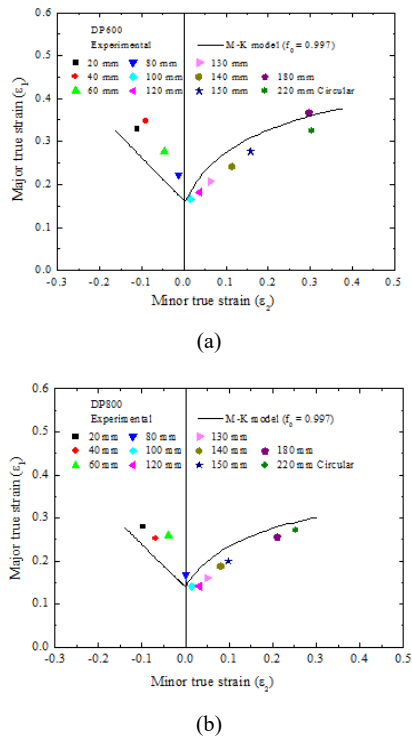 DP600
Experimental
M-K model (f0 = 0.997)
20 mm
80 mm
130 mm
40 mm
100 mm
140 mm
180 mm
60 mm
120 mm
150 mm
220 mm Circular
Major true strain (ε1)
0.6
0.5
0.4
0.3
0.2
0.1
0.0
-0.3 -0.2 -0.1 0.0 0.1 0.2 0.3 0.4 0.5
Minor true strain (ε2)
(a)
DP800
Experimental
M-K model (f0 = 0.997)
20 mm
80 mm
130 mm
40 mm
100 mm
140 mm
180 mm
60 mm
120 mm
150 mm
220 mm Circular
Major true strain (ε1)
0.6
0.5
0.4
0.3
0.2
0.1
0.0
-0.3 -0.2 -0.1 0.0 0.1 0.2 0.3 0.4 0.5
Minor true strain (ε2)
(b)